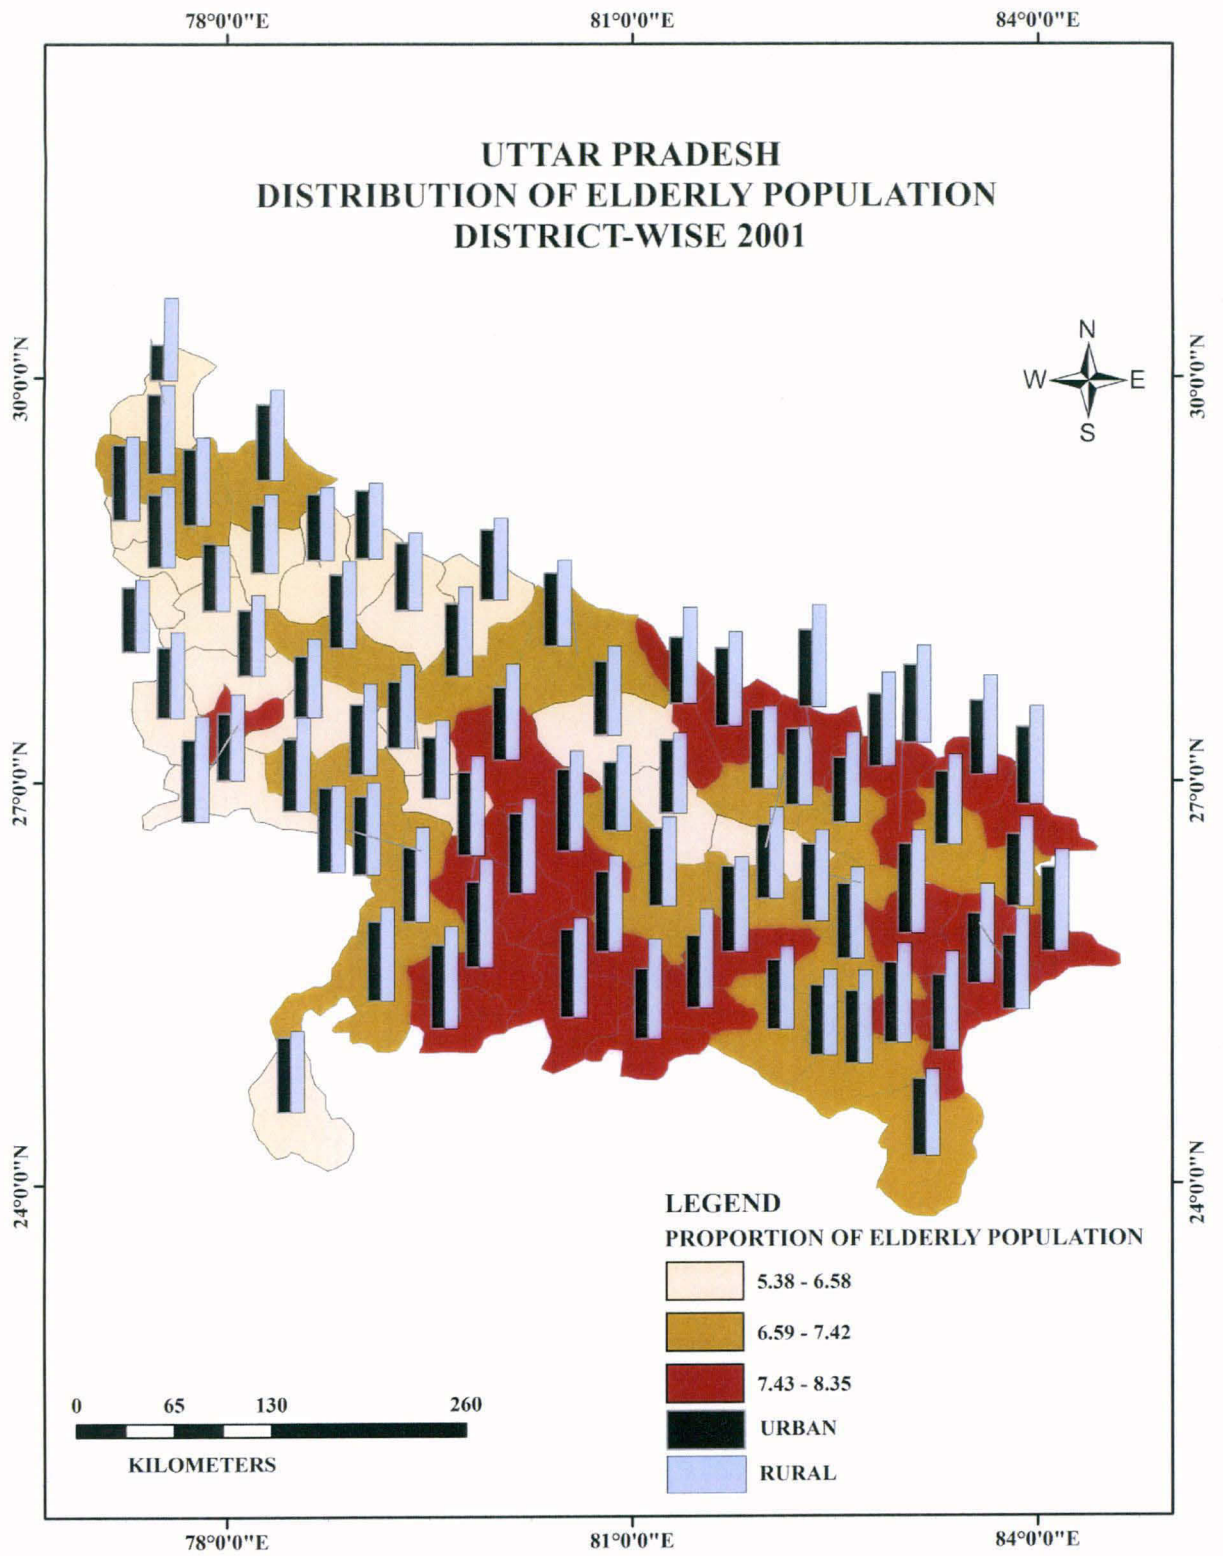 78°0'0"E 81°0'0"E 84°0'0"E
UTTAR PRADESH
DISTRIBUTION OF ELDERLY POPULATION
DISTRICT-WISE 2001
N
W E
S
30°0'0"N 30°0'0"N
27°0'0"N 27°0'0"N
24°0'0"N 24°0'0"N
LEGEND
PROPORTION OF ELDERLY POPULATION
5.38 - 6.58
6.59 - 7.42
7.43 - 8.35
URBAN
RURAL
0 65 130 260
KILOMETERS
78°0'0"E 81°0'0"E 84°0'0"E